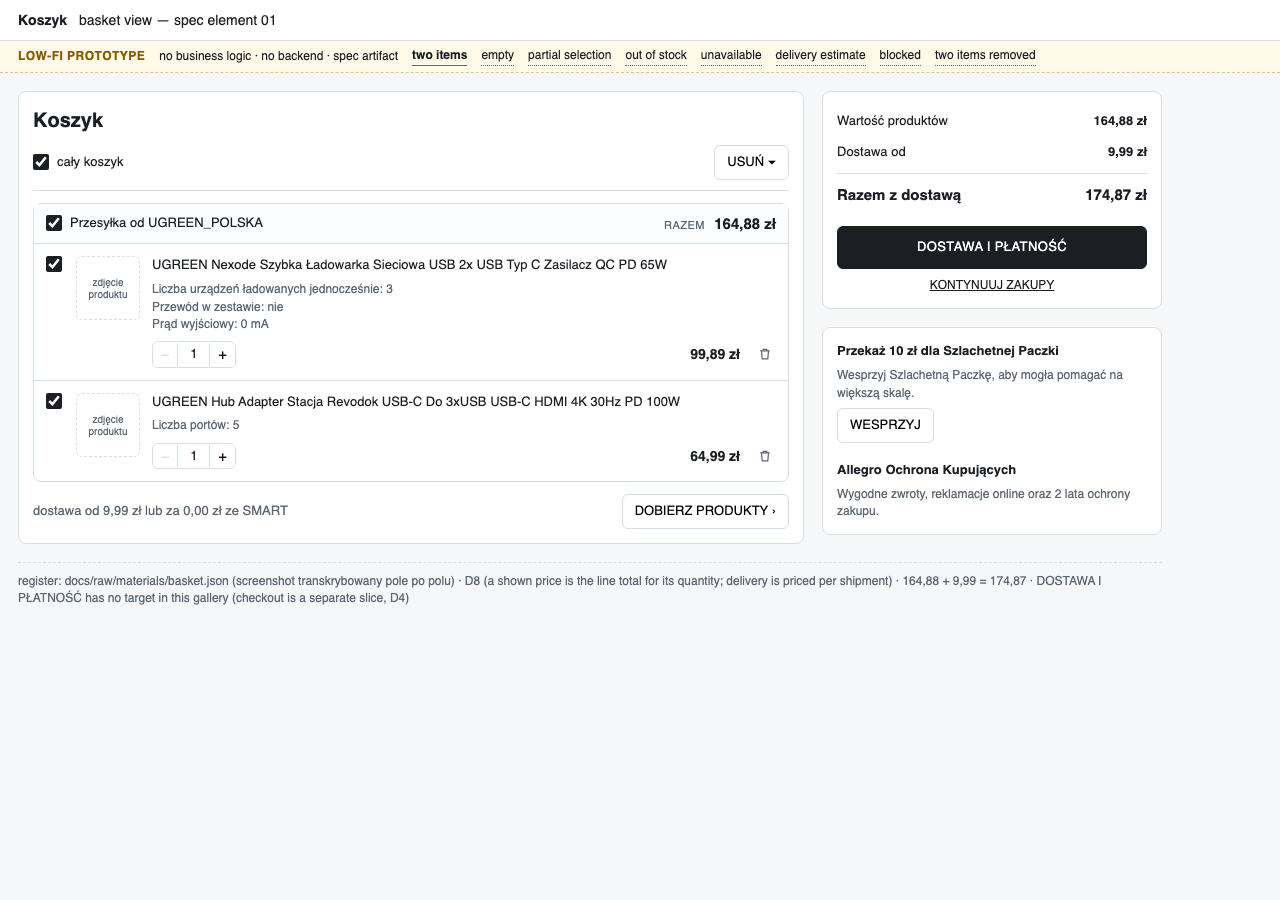 Koszyk basket view — spec element 01
LOW-FI PROTOTYPE no business logic · no backend · spec artifact two items empty partial selection out of stock unavailable delivery estimate blocked two items removed
Koszyk
cały koszyk
USUŃ
Przesyłka od UGREEN_POLSKA
RAZEM 164,88 zł
zdjęcie
produktu
UGREEN Nexode Szybka Ładowarka Sieciowa USB 2x USB Typ C Zasilacz QC PD 65W
Liczba urządzeń ładowanych jednocześnie: 3
Przewód w zestawie: nie
Prąd wyjściowy: 0 mA
− 1 +
99,89 zł
zdjęcie
produktu
UGREEN Hub Adapter Stacja Revodok USB-C Do 3xUSB USB-C HDMI 4K 30Hz PD 100W
Liczba portów: 5
− 1 +
64,99 zł
dostawa od 9,99 zł lub za 0,00 zł ze SMART
DOBIERZ PRODUKTY ›
Wartość produktów 164,88 zł
Dostawa od 9,99 zł
Razem z dostawą 174,87 zł
DOSTAWA I PŁATNOŚĆ
KONTYNUUJ ZAKUPY
Przekaż 10 zł dla Szlachetnej Paczki
Wesprzyj Szlachetną Paczkę, aby mogła pomagać na
większą skalę.
WESPRZYJ
Allegro Ochrona Kupujących
Wygodne zwroty, reklamacje online oraz 2 lata ochrony
zakupu.
register: docs/raw/materials/basket.json (screenshot transkrybowany pole po polu) · D8 (a shown price is the line total for its quantity; delivery is priced per shipment) · 164,88 + 9,99 = 174,87 · DOSTAWA I
PŁATNOŚĆ has no target in this gallery (checkout is a separate slice, D4)